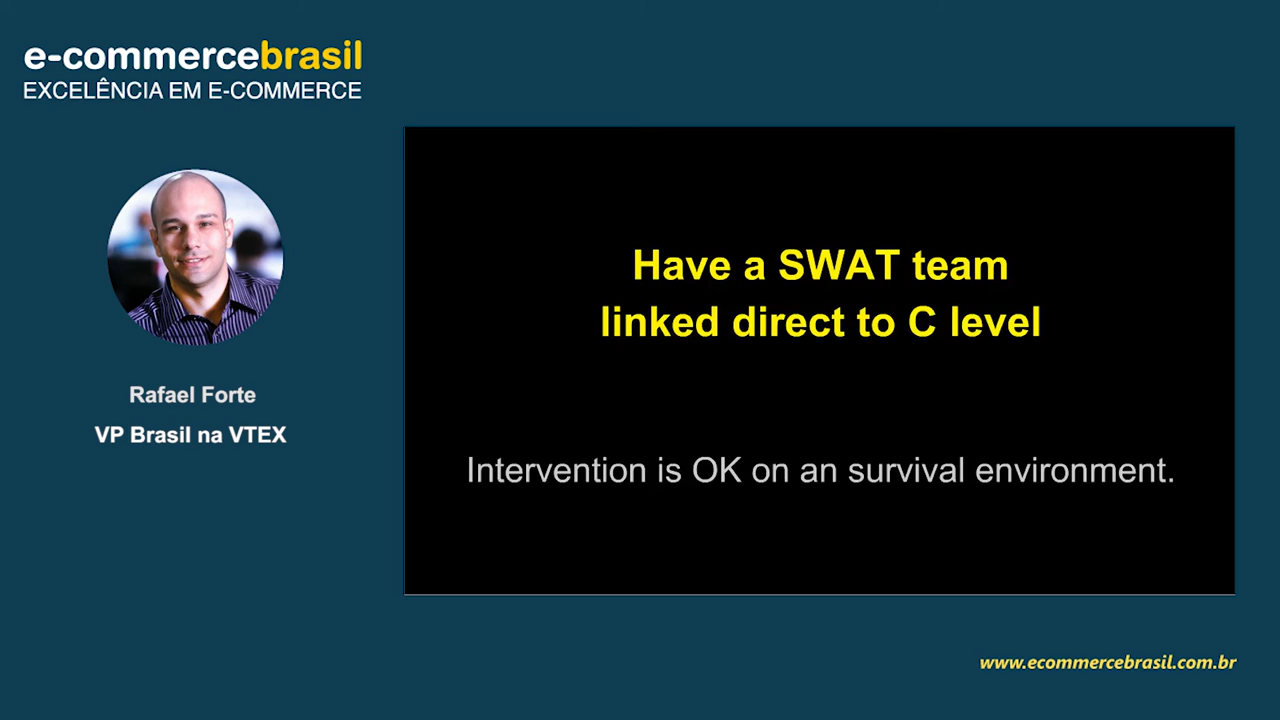 e-commercebrasil
EXCELÊNCIA EM E-COMMERCE
Rafael Forte
VP Brasil na VTEX
Have a SWAT team
linked direct to C level
Intervention is OK on an survival environment.
www.ecommercebrasil.com.br